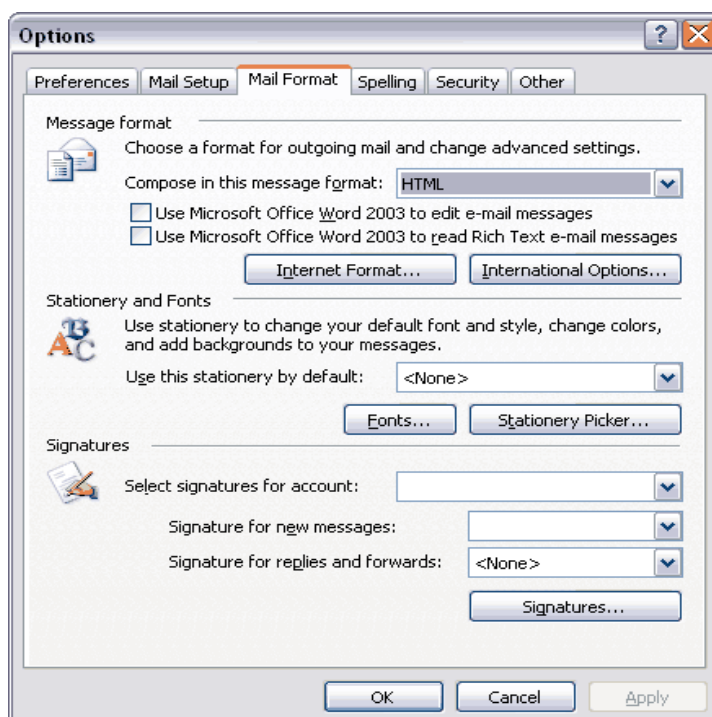 Options
Preferences Mail Setup Mail Format Spelling Security Other
Message format
Choose a format for outgoing mail and change advanced settings.
Compose in this message format: HTML
Use Microsoft Office Word 2003 to edit e-mail messages
Use Microsoft Office Word 2003 to read Rich Text e-mail messages
Internet Format... International Options...
Stationery and Fonts
Use stationery to change your default font and style, change colors,
and add backgrounds to your messages.
Use this stationery by default: <None>
Fonts... Stationery Picker...
Signatures
Select signatures for account:
Signature for new messages:
Signature for replies and forwards: <None>
Signatures...
OK Cancel Apply